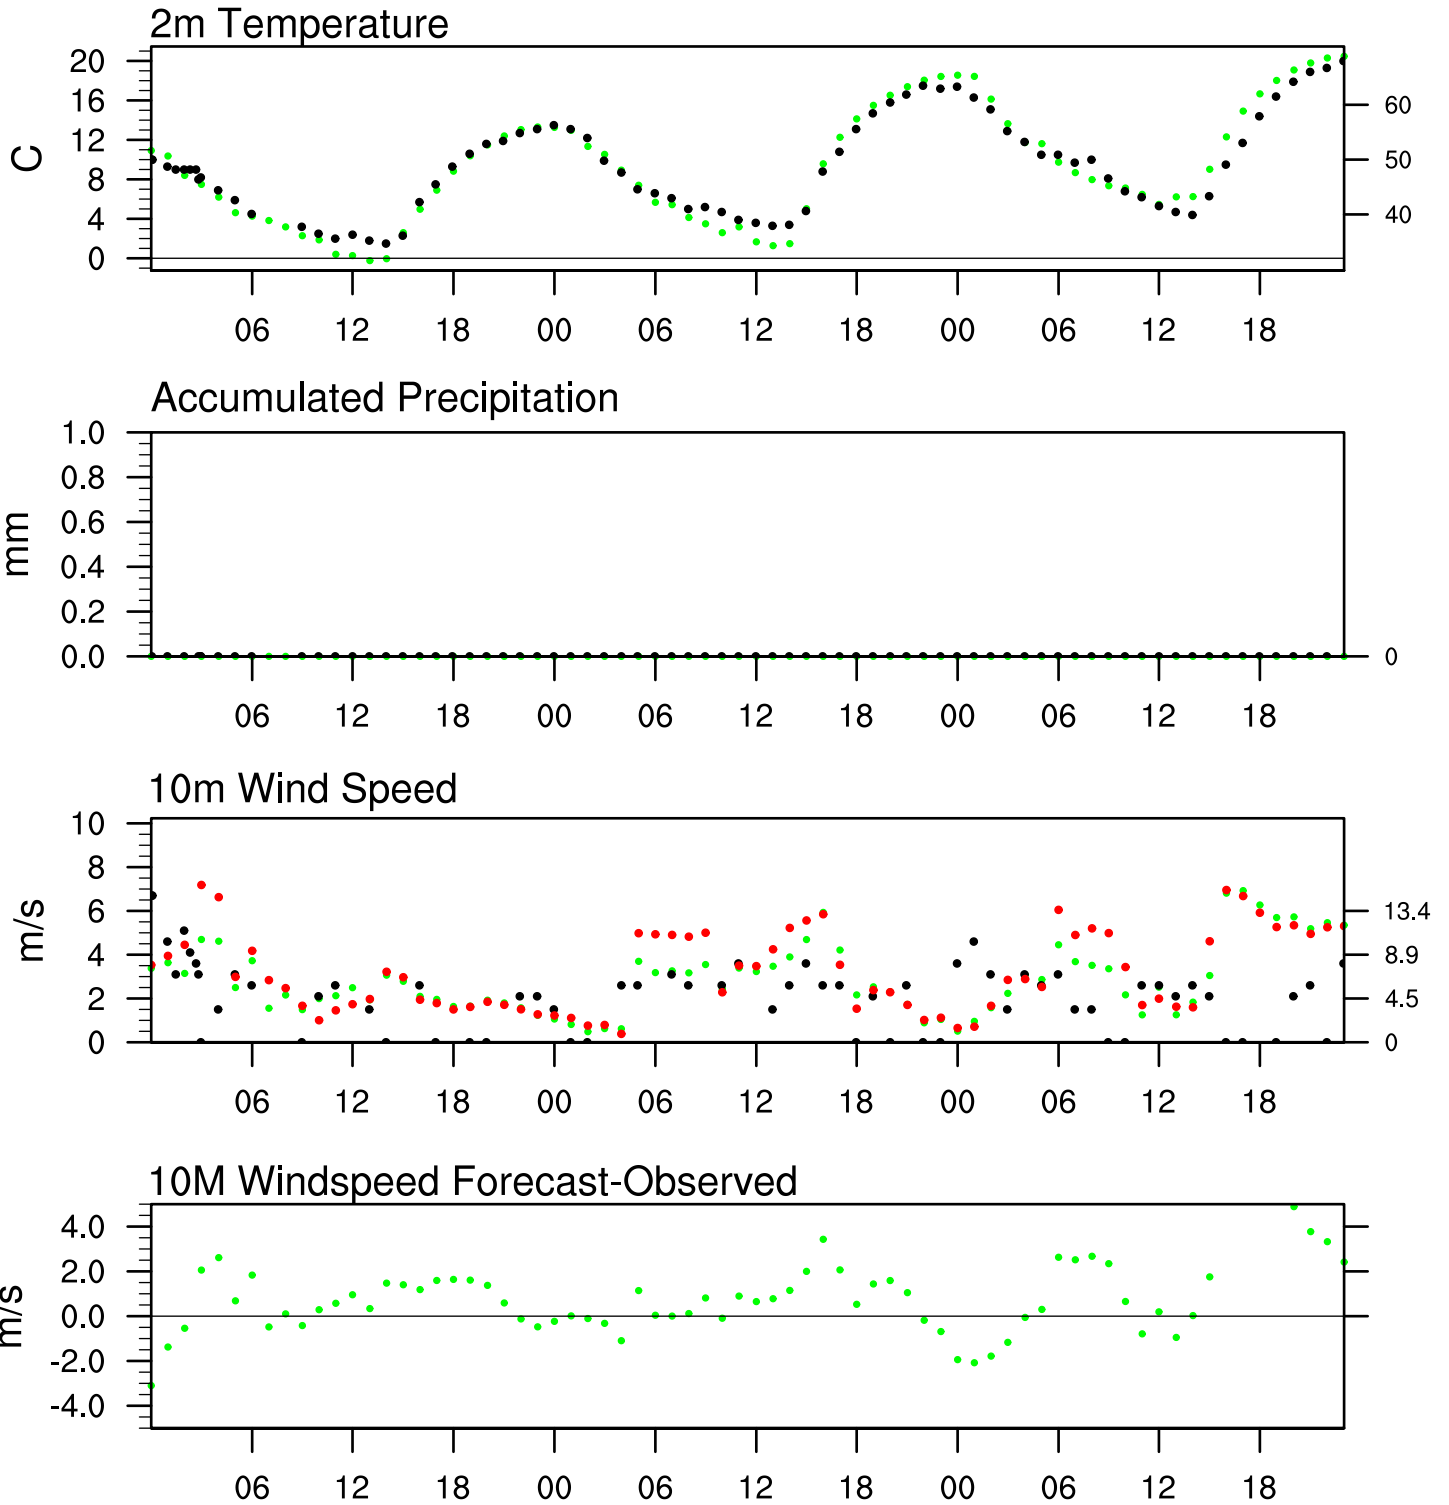 2m Temperature
20
16
12
8
4
0
C
60
50
40
06 12 18 00 06 12 18 00 06 12 18
Accumulated Precipitation
1.0
0.8
0.6
0.4
0.2
0.0
mm
0
06 12 18 00 06 12 18 00 06 12 18
10m Wind Speed
10
8
6
4
2
0
m/s
13.4
8.9
4.5
0
06 12 18 00 06 12 18 00 06 12 18
10M Windspeed Forecast-Observed
4.0
2.0
0.0
-2.0
-4.0
m/s
06 12 18 00 06 12 18 00 06 12 18